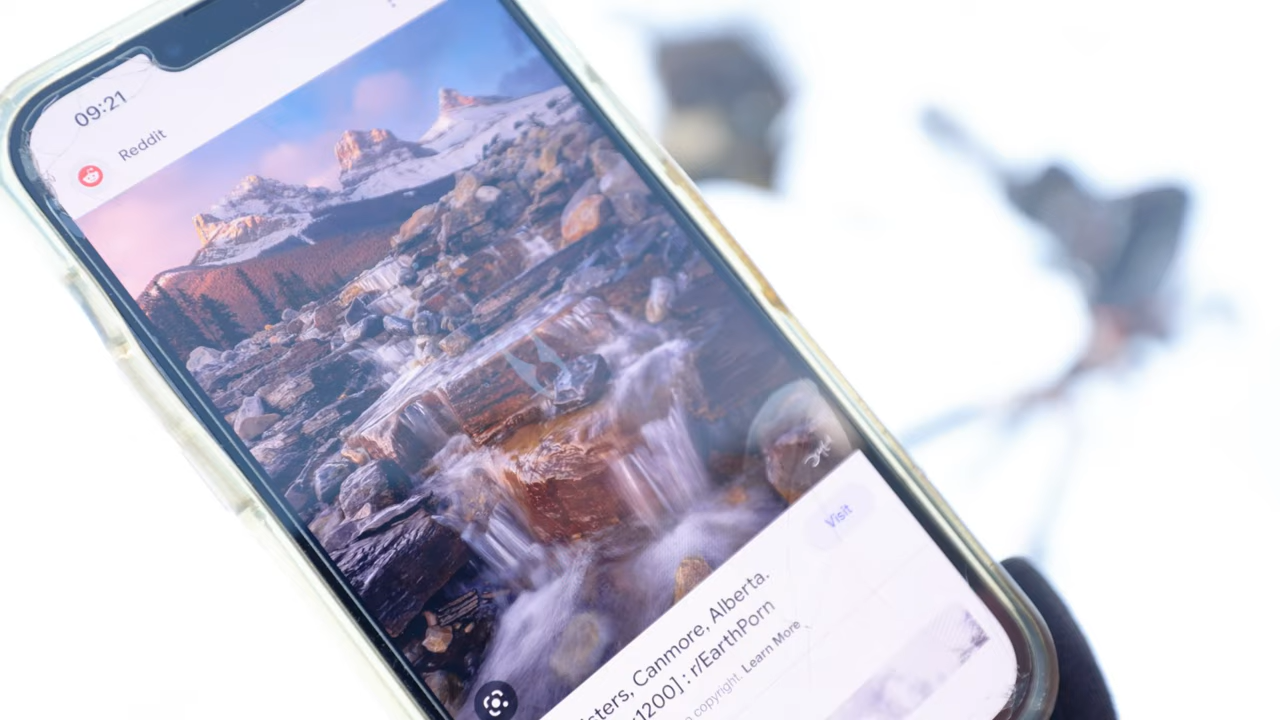 09:21
Reddit
Visit
isters, Canmore, Alberta.
1200] : r/EarthPorn
copyright. Learn More